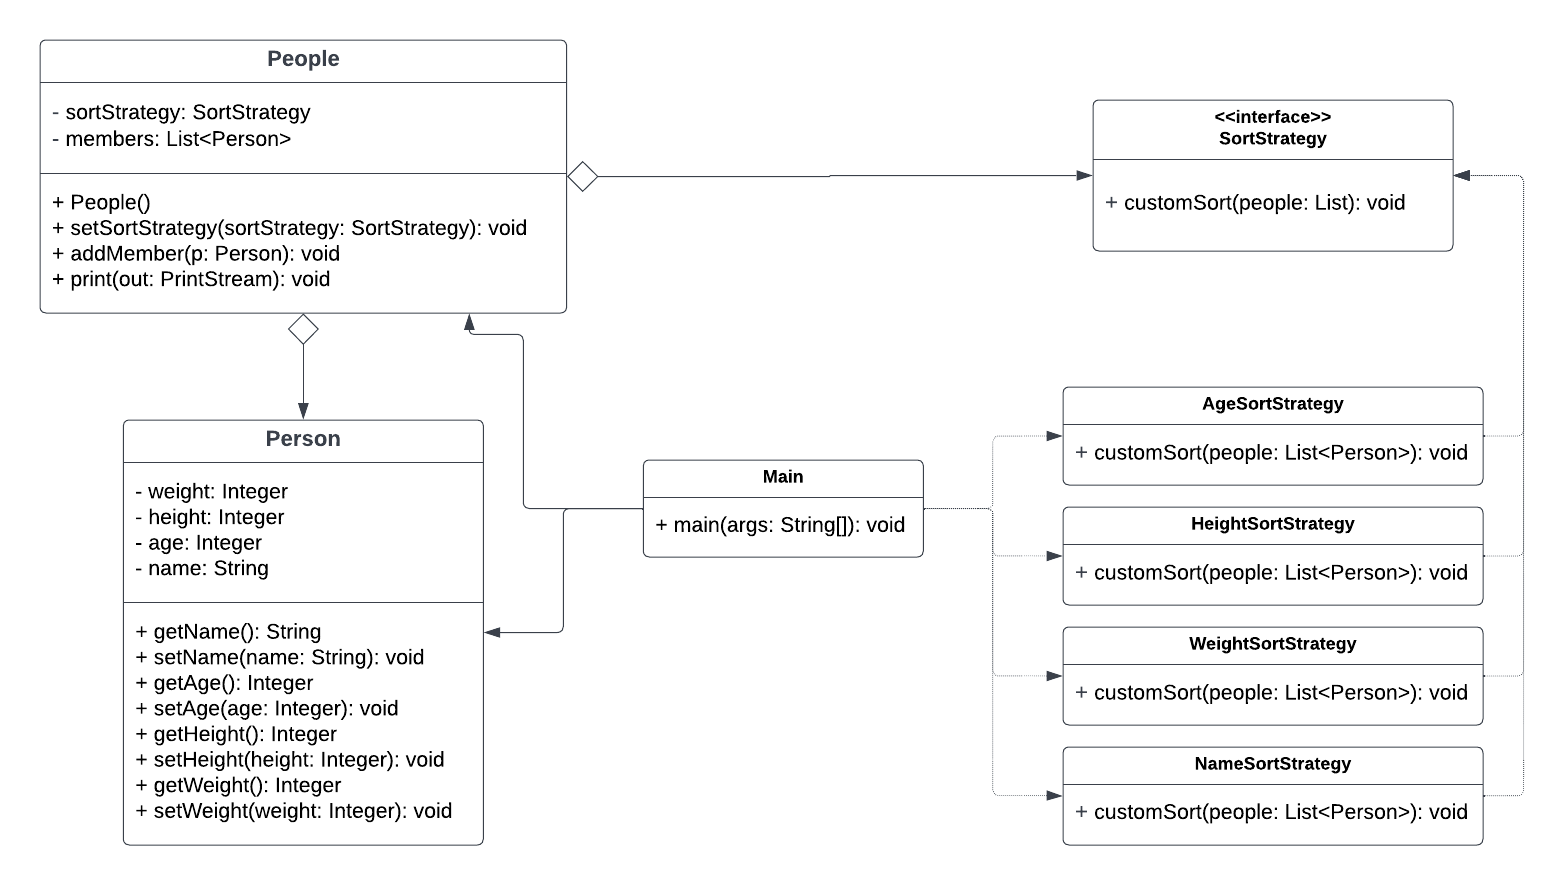 People
- sortStrategy: SortStrategy
- members: List<Person>
+ People()
+ setSortStrategy(sortStrategy: SortStrategy): void
+ addMember(p: Person): void
+ print(out: PrintStream): void
<<interface>>
SortStrategy
+ customSort(people: List): void
Person
- weight: Integer
- height: Integer
- age: Integer
- name: String
+ getName(): String
+ setName(name: String): void
+ getAge(): Integer
+ setAge(age: Integer): void
+ getHeight(): Integer
+ setHeight(height: Integer): void
+ getWeight(): Integer
+ setWeight(weight: Integer): void
Main
+ main(args: String[]): void
AgeSortStrategy
+ customSort(people: List<Person>): void
HeightSortStrategy
+ customSort(people: List<Person>): void
WeightSortStrategy
+ customSort(people: List<Person>): void
NameSortStrategy
+ customSort(people: List<Person>): void